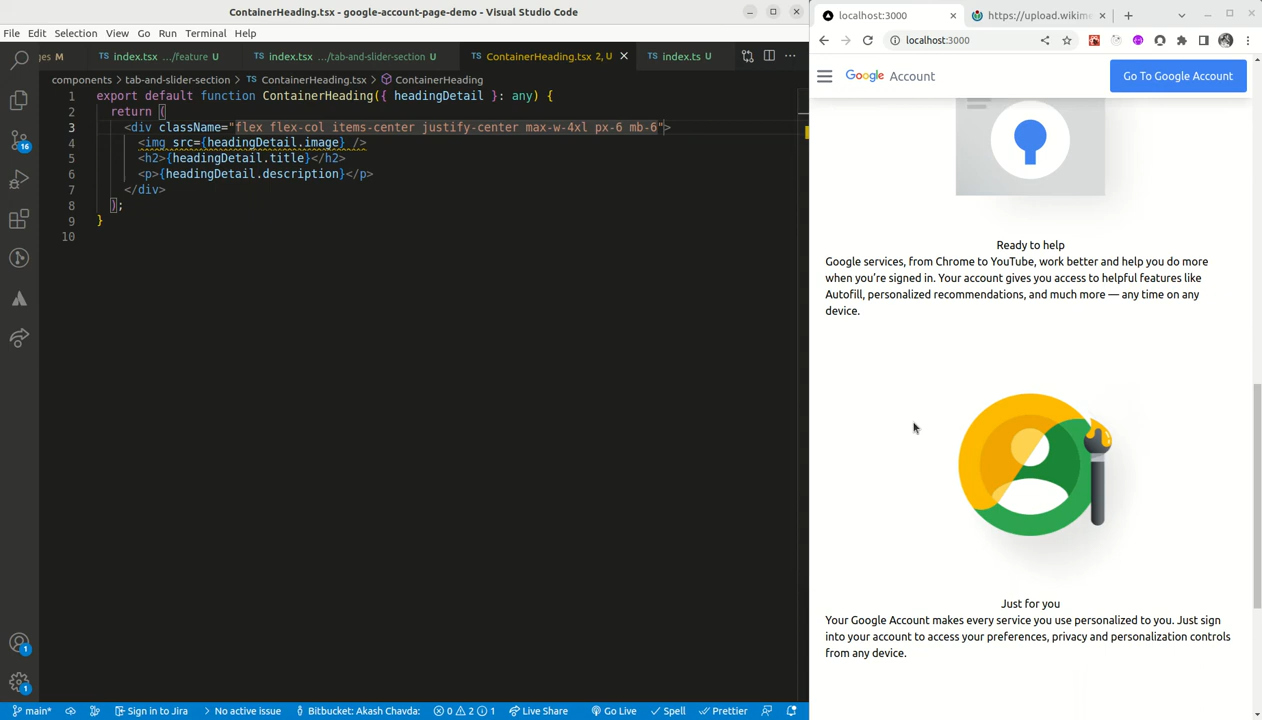 ContainerHeading.tsx - google-account-page-demo - Visual Studio Code
File Edit Selection View Go Run Terminal Help
ges M
index.tsx .../feature U
index.tsx .../tab-and-slider-section U
ContainerHeading.tsx 2, U
index.ts U
components > tab-and-slider-section > ContainerHeading.tsx > ContainerHeading
1 export default function ContainerHeading({ headingDetail }: any) {
2 return (
3 <div className="flex flex-col items-center justify-center max-w-4xl px-6 mb-6">
4 <img src={headingDetail.image} />
5 <h2>{headingDetail.title}</h2>
6 <p>{headingDetail.description}</p>
7 </div>
8 );
9 }
10
16
1
1
main* Sign in to Jira No active issue Bitbucket: Akash Chavda: 0 2 1 Live Share Go Live Spell Prettier
localhost:3000
https://upload.wikime
localhost:3000
Google Account
Go To Google Account
Ready to help
Google services, from Chrome to YouTube, work better and help you do more
when you’re signed in. Your account gives you access to helpful features like
Autofill, personalized recommendations, and much more — any time on any
device.
Just for you
Your Google Account makes every service you use personalized to you. Just sign
into your account to access your preferences, privacy and personalization controls
from any device.